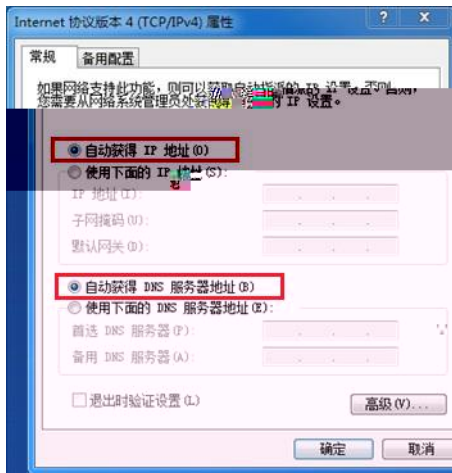 Internet 协议版本 4 (TCP/IPv4) 属性
常规 备用配置
如果网络支持此功能，则可以获取自动指派的 IP 设置。否则，
您需要从网络系统管理员处获得 的 IP 设置。
自动获得 IP 地址(O)
使用下面的 IP 地址(S):
IP 地址(I):
子网掩码(U):
默认网关(D):
自动获得 DNS 服务器地址(B)
使用下面的 DNS 服务器地址(E):
首选 DNS 服务器(P):
备用 DNS 服务器(A):
退出时验证设置(L)
高级(V)...
确定 取消